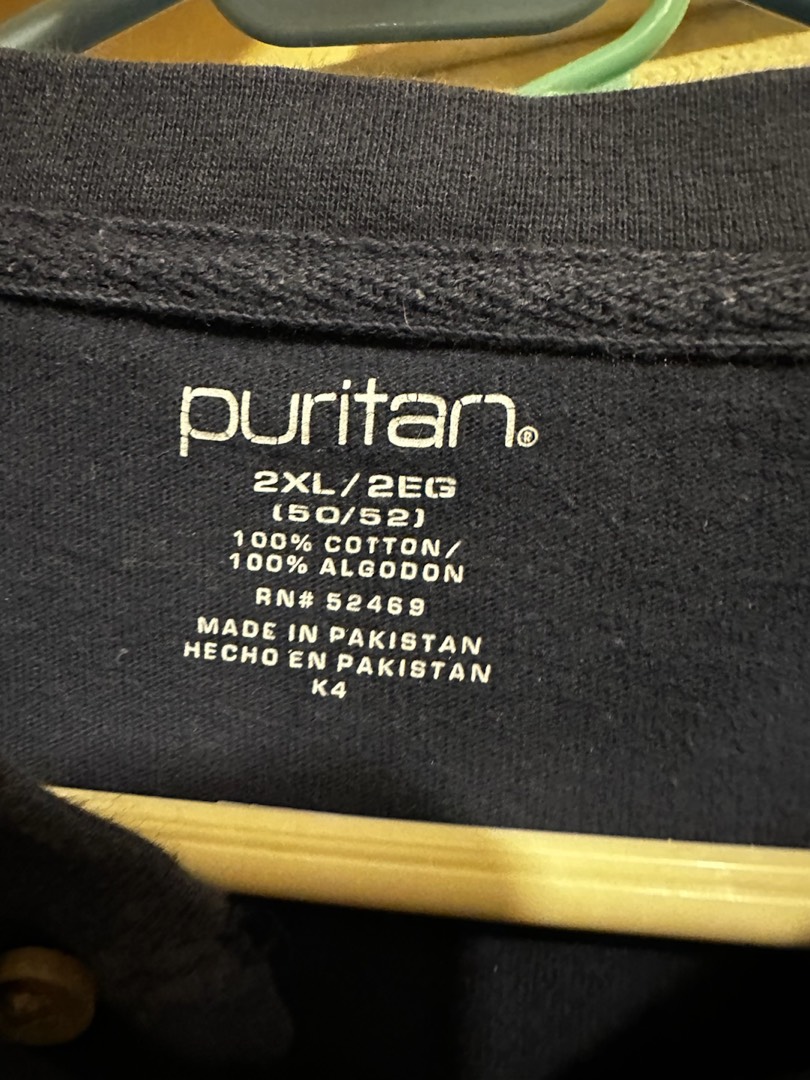 puritan®
2XL/2EG
(50/52)
100% COTTON/
100% ALGODON
RN# 52469
MADE IN PAKISTAN
HECHO EN PAKISTAN
K4